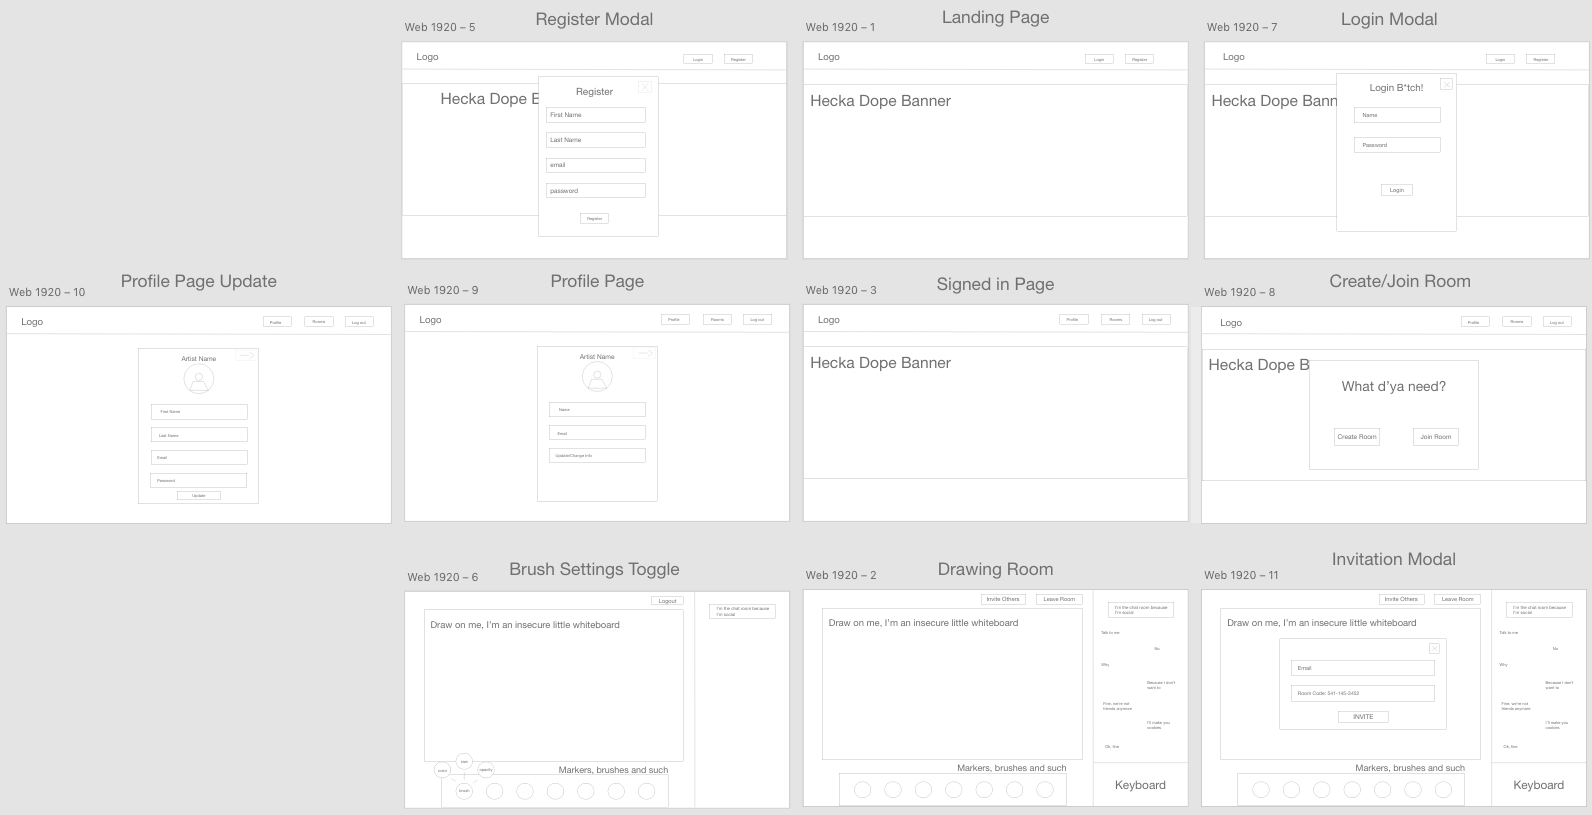 Register Modal
Web 1920 – 5
Logo
Login
Register
Hecka Dope B
Register
First Name
Last Name
email
password
Register
Landing Page
Web 1920 – 1
Logo
Login
Register
Hecka Dope Banner
Login Modal
Web 1920 – 7
Logo
Login
Register
Hecka Dope Bann
Login B*tch!
Name
Password
Login
Profile Page Update
Web 1920 – 10
Logo
Profile
Rooms
Log out
Artist Name
First Name
Last Name
Email
Password
Update
Profile Page
Web 1920 – 9
Logo
Profile
Rooms
Log out
Artist Name
Name
Email
Update/Change Info
Signed in Page
Web 1920 – 3
Logo
Profile
Rooms
Log out
Hecka Dope Banner
Create/Join Room
Web 1920 – 8
Logo
Profile
Rooms
Log out
Hecka Dope B
What d'ya need?
Create Room
Join Room
Brush Settings Toggle
Web 1920 – 6
Logout
I'm the chat room because
I'm social
Draw on me, I'm an insecure little whiteboard
color
size
opacity
Markers, brushes and such
brush
Drawing Room
Web 1920 – 2
Invite Others
Leave Room
I'm the chat room because
I'm social
Draw on me, I'm an insecure little whiteboard
Talk to me
No
Why
Because I don't
want to
Fine, we're not
friends anymore
I'll make you
cookies
Ok, fine
Markers, brushes and such
Keyboard
Invitation Modal
Web 1920 – 11
Invite Others
Leave Room
I'm the chat room because
I'm social
Draw on me, I'm an insecure little whiteboard
Email
Room Code: 541-145-3452
INVITE
Talk to me
No
Why
Because I don't
want to
Fine, we're not
friends anymore
I'll make you
cookies
Ok, fine
Markers, brushes and such
Keyboard